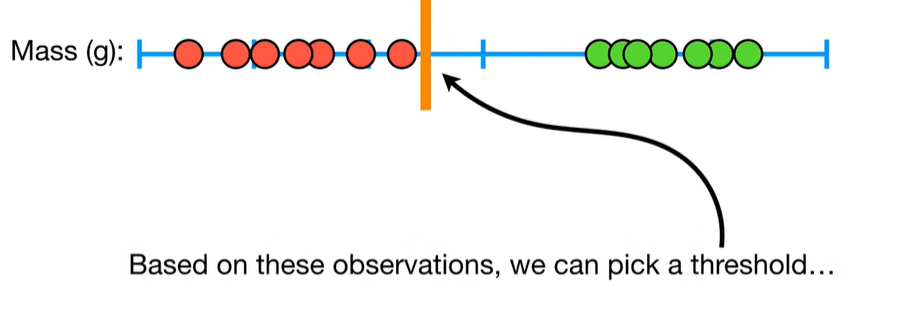 Mass (g):
Based on these observations, we can pick a threshold…